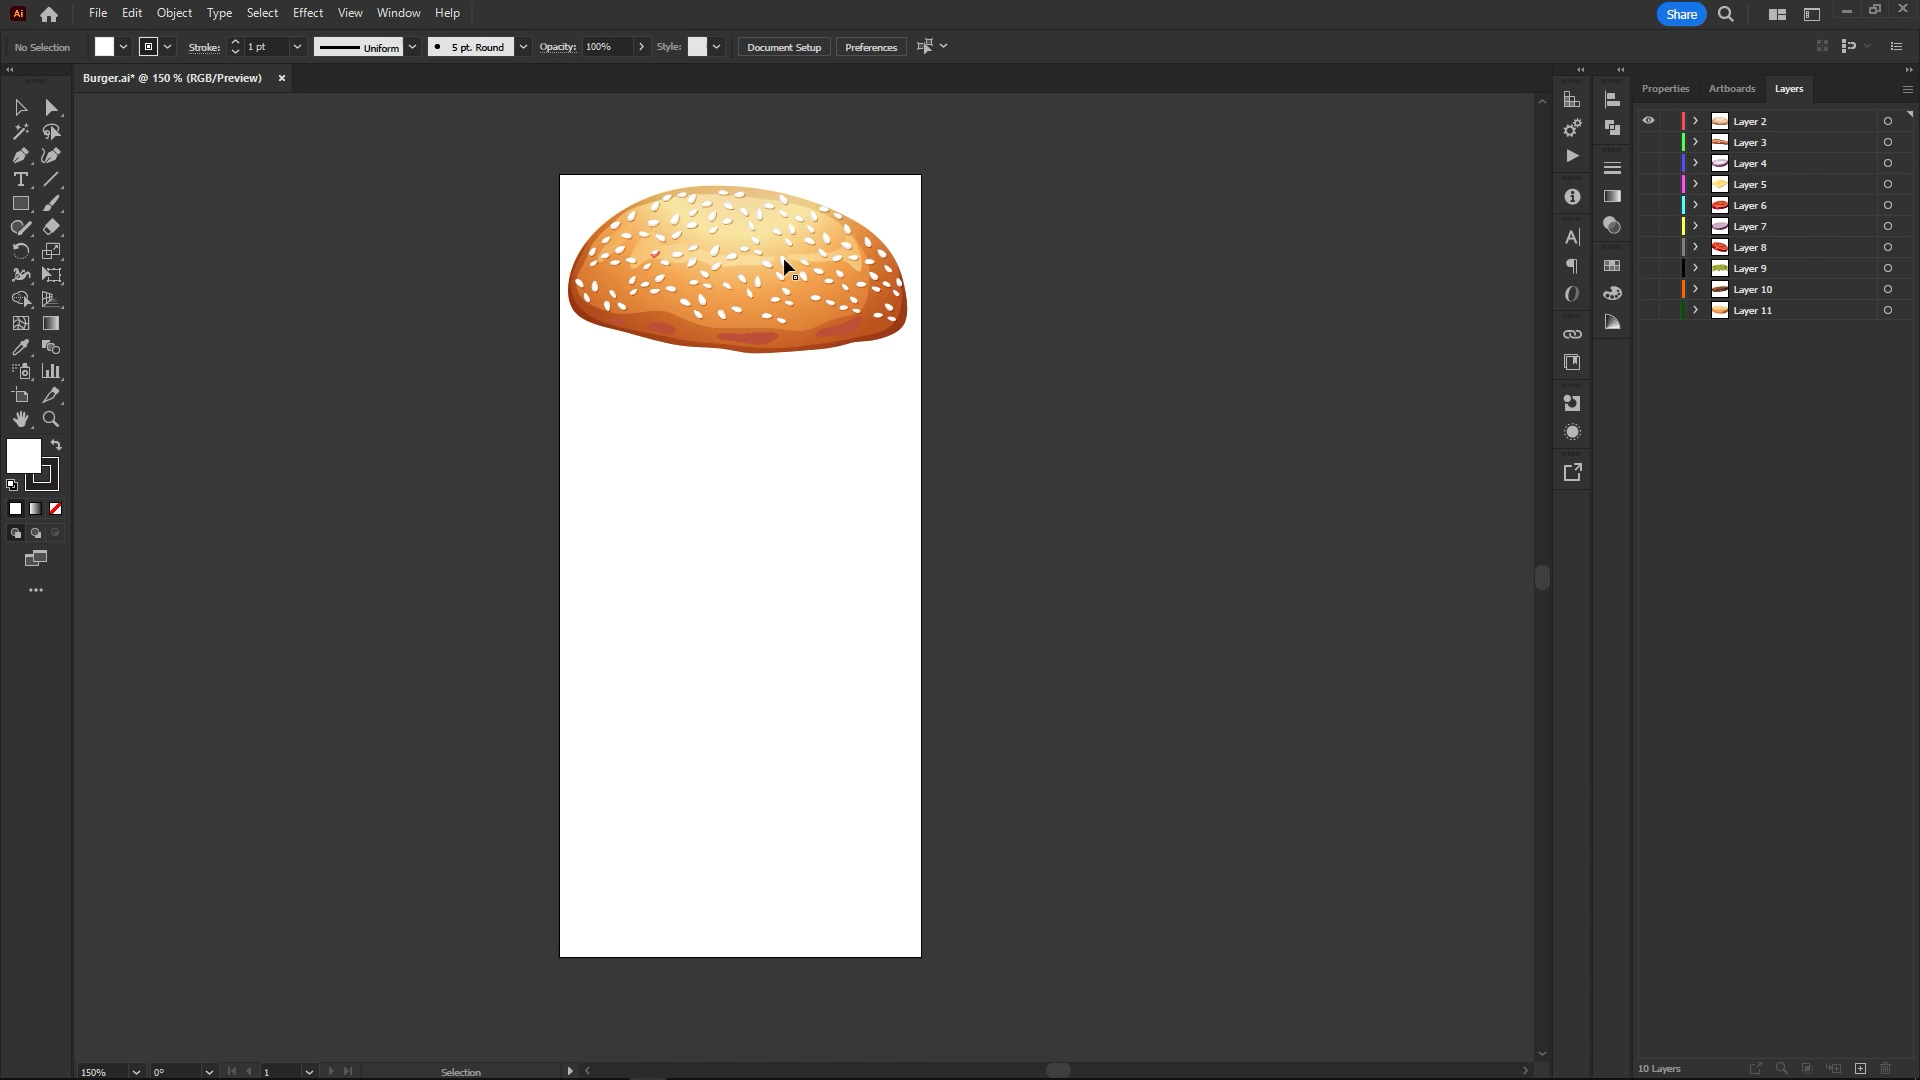 Ai File Edit Object Type Select Effect View Window Help Share
No Selection Stroke: 1 pt Uniform 5 pt. Round Opacity: 100% Style: Document Setup Preferences
Burger.ai* @ 150 % (RGB/Preview) ×
Properties Artboards Layers
Layer 2
Layer 3
Layer 4
Layer 5
Layer 6
Layer 7
Layer 8
Layer 9
Layer 10
Layer 11
150% 0° 1 Selection
10 Layers